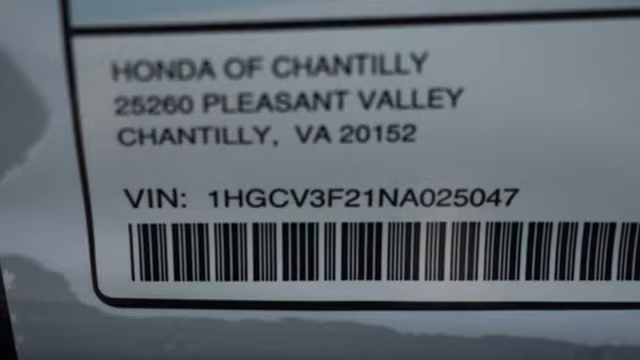 HONDA OF CHANTILLY
25260 PLEASANT VALLEY
CHANTILLY, VA 20152
VIN: 1HGCV3F21NA025047